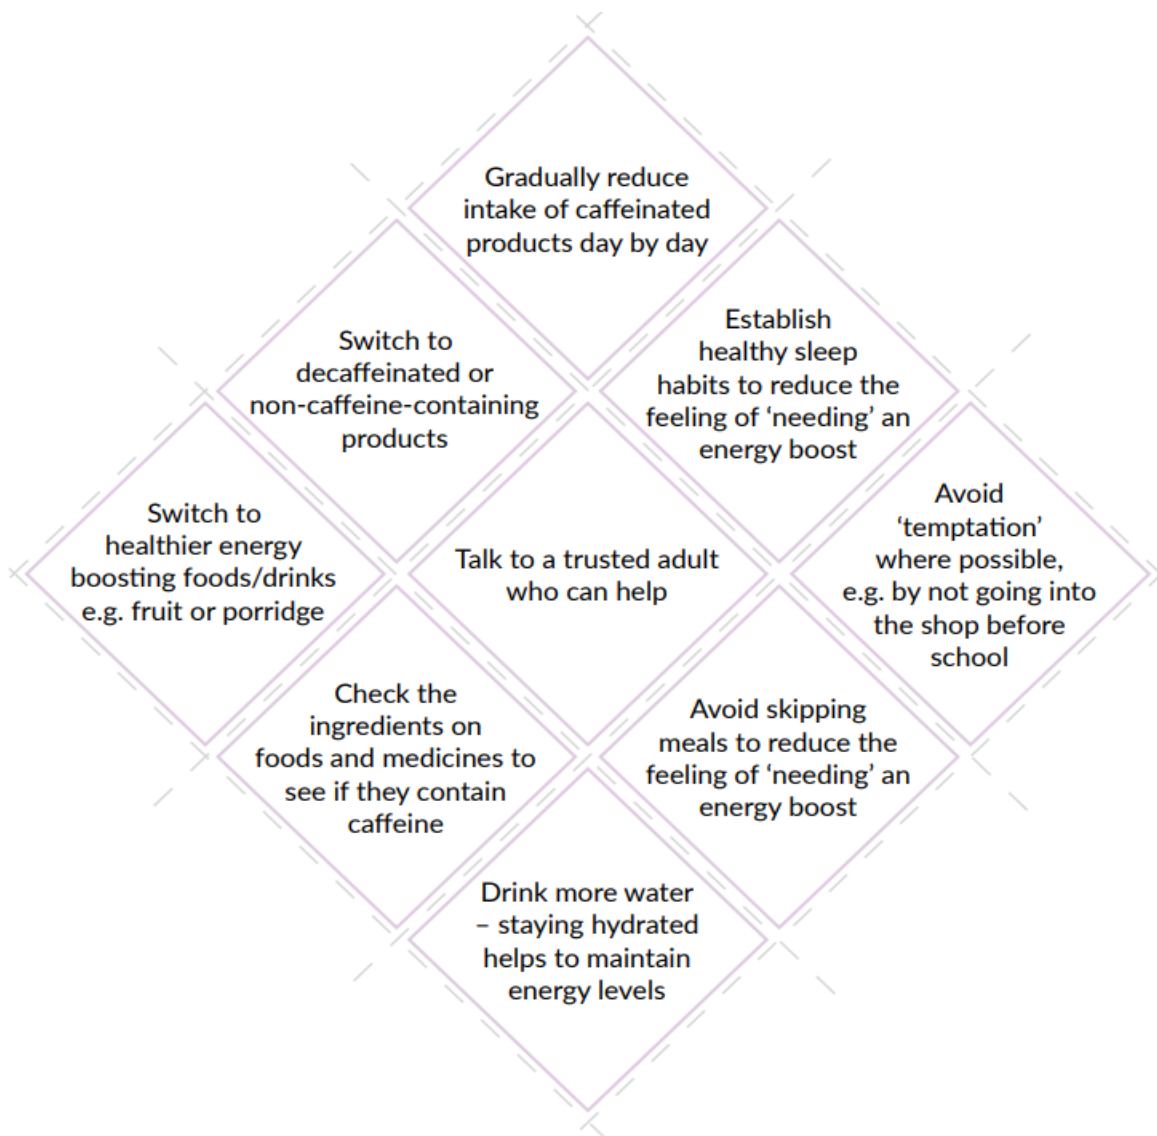 Gradually reduce
intake of caffeinated
products day by day
Switch to
decaffeinated or
non-caffeine-containing
products
Establish
healthy sleep
habits to reduce the
feeling of ‘needing’ an
energy boost
Switch to
healthier energy
boosting foods/drinks
e.g. fruit or porridge
Talk to a trusted adult
who can help
Avoid
‘temptation’
where possible,
e.g. by not going into
the shop before
school
Check the
ingredients on
foods and medicines to
see if they contain
caffeine
Avoid skipping
meals to reduce the
feeling of ‘needing’ an
energy boost
Drink more water
– staying hydrated
helps to maintain
energy levels